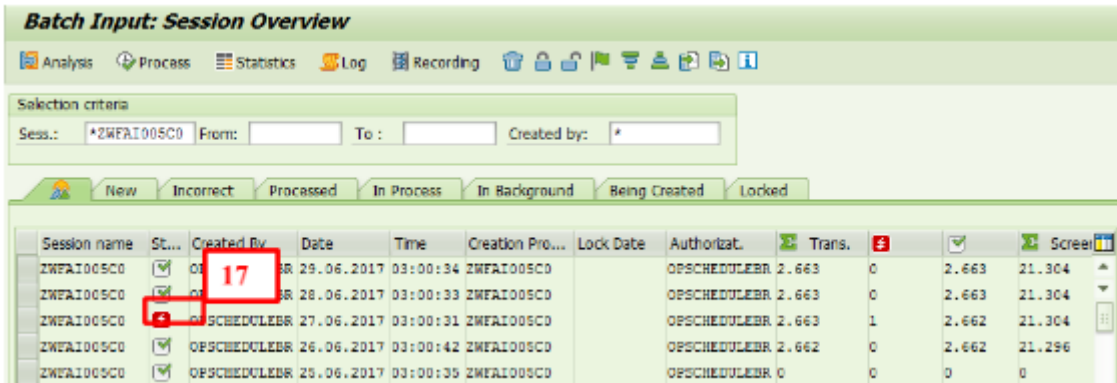 Batch Input: Session Overview
Analysis Process Statistics Log Recording
Selection criteria
Sess.: *ZWFAI005C0 From: To : Created by: *
New Incorrect Processed In Process In Background Being Created Locked
Session name St... Created By Date Time Creation Pro... Lock Date Authorizat. Trans. Screen
ZWFAI005C0 29.06.2017 03:00:34 ZWFAI005C0 OPSCHEDULEBR 2.663 0 2.663 21.304
17
ZWFAI005C0 28.06.2017 03:00:33 ZWFAI005C0 OPSCHEDULEBR 2.663 0 2.663 21.304
ZWFAI005C0 OPSCHEDULEBR 27.06.2017 03:00:31 ZWFAI005C0 OPSCHEDULEBR 2.663 1 2.662 21.304
ZWFAI005C0 OPSCHEDULEBR 26.06.2017 03:00:42 ZWFAI005C0 OPSCHEDULEBR 2.662 0 2.662 21.296
ZWFAI005C0 OPSCHEDULEBR 25.06.2017 03:00:35 ZWFAI005C0 OPSCHEDULEBR 0 0 0 0